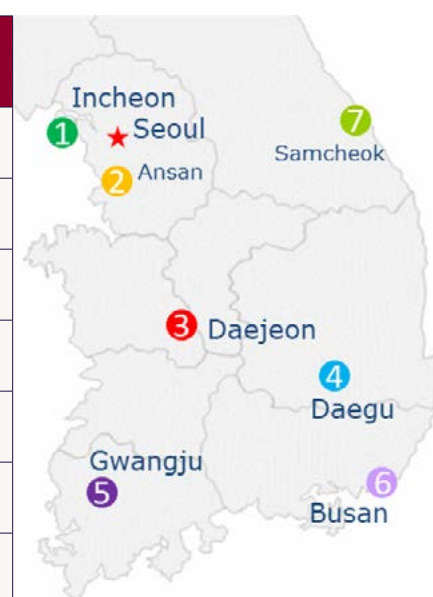 Incheon
1
★ Seoul
7
Samcheok
2 Ansan
3 Daejeon
4
Daegu
Gwangju
5
6
Busan